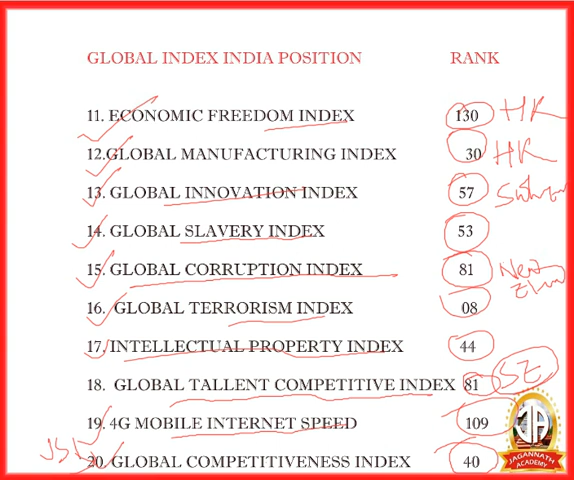 GLOBAL INDEX INDIA POSITION RANK
11. ECONOMIC FREEDOM INDEX 130 HK
12.GLOBAL MANUFACTURING INDEX 30 HK
13. GLOBAL INNOVATION INDEX 57
14. GLOBAL SLAVERY INDEX 53
15. GLOBAL CORRUPTION INDEX 81
16. GLOBAL TERRORISM INDEX 08
17. INTELLECTUAL PROPERTY INDEX 44
18. GLOBAL TALLENT COMPETITIVE INDEX 81 SZ
19. 4G MOBILE INTERNET SPEED 109
20. GLOBAL COMPETITIVENESS INDEX 40
JA
JAGANNATH
ACADEMY